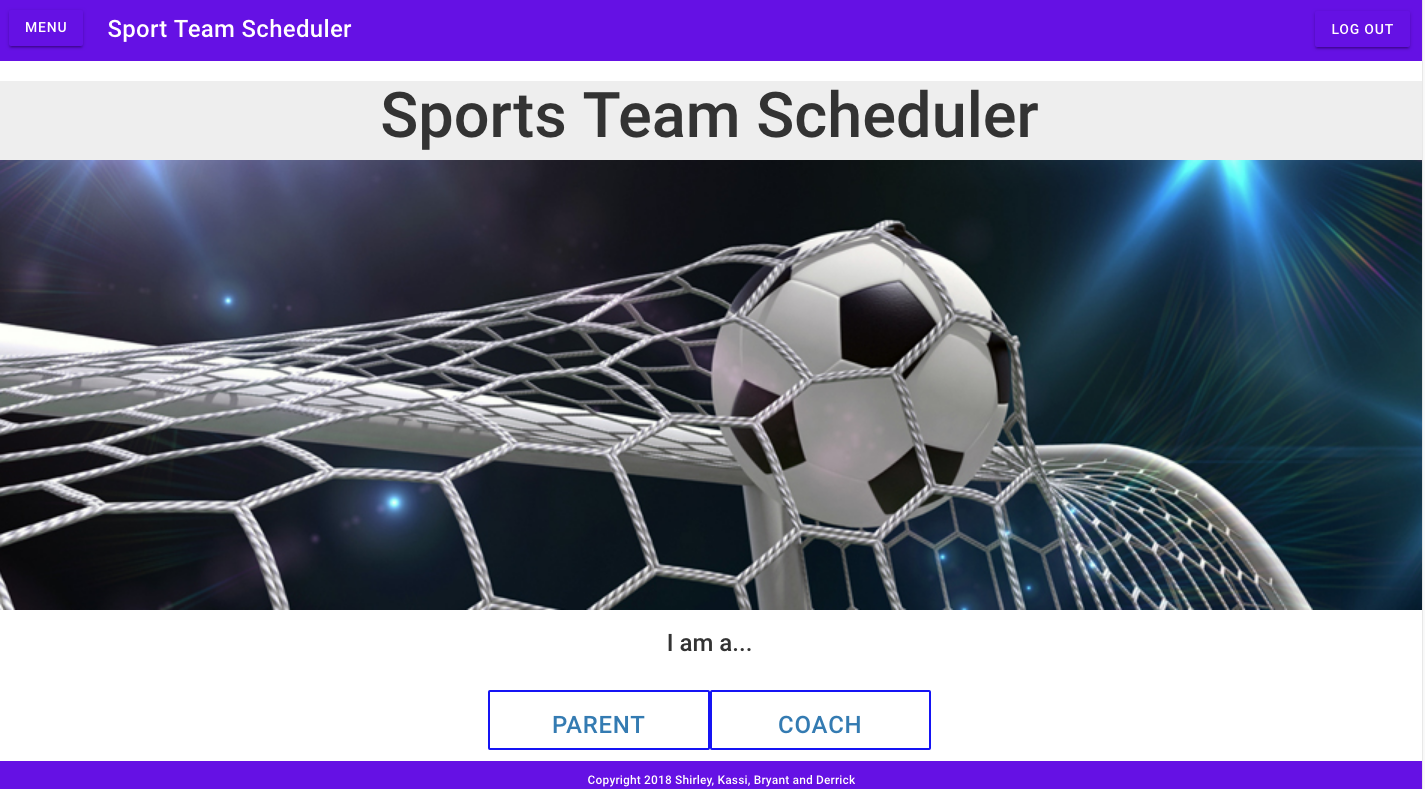 MENU Sport Team Scheduler LOG OUT
Sports Team Scheduler
I am a...
PARENT COACH
Copyright 2018 Shirley, Kassi, Bryant and Derrick